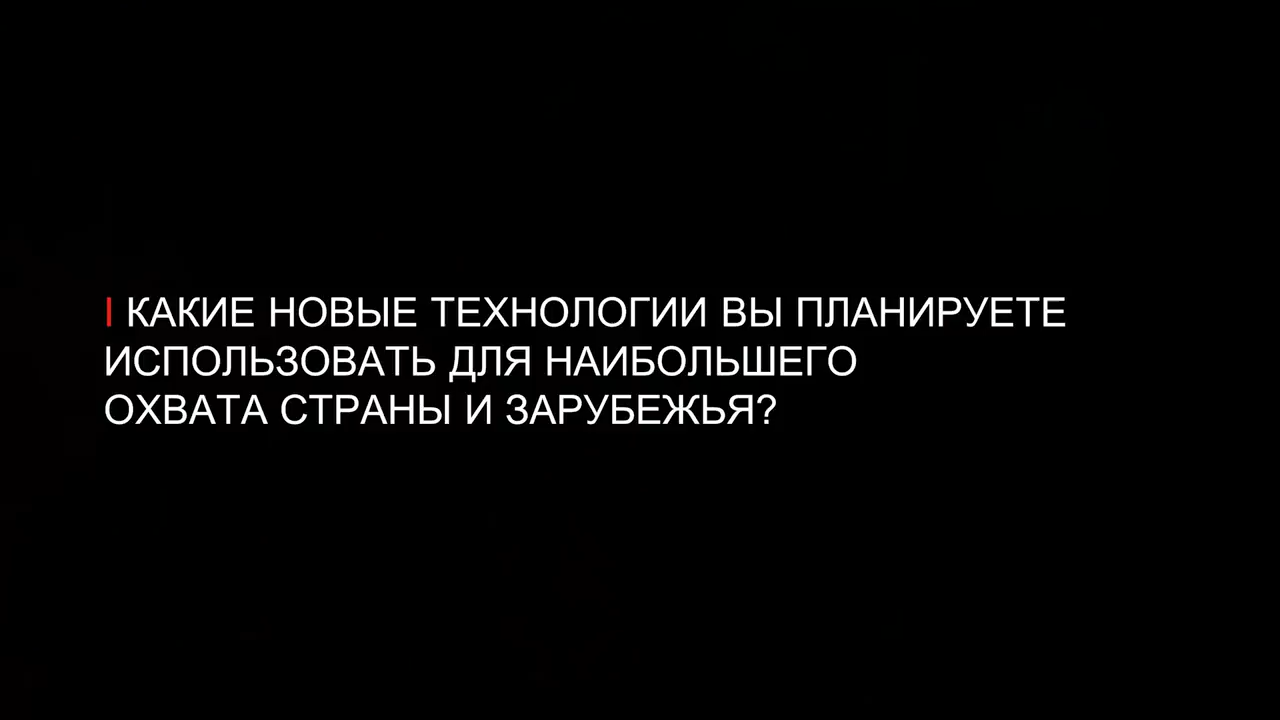 | КАКИЕ НОВЫЕ ТЕХНОЛОГИИ ВЫ ПЛАНИРУЕТЕ
ИСПОЛЬЗОВАТЬ ДЛЯ НАИБОЛЬШЕГО
ОХВАТА СТРАНЫ И ЗАРУБЕЖЬЯ?